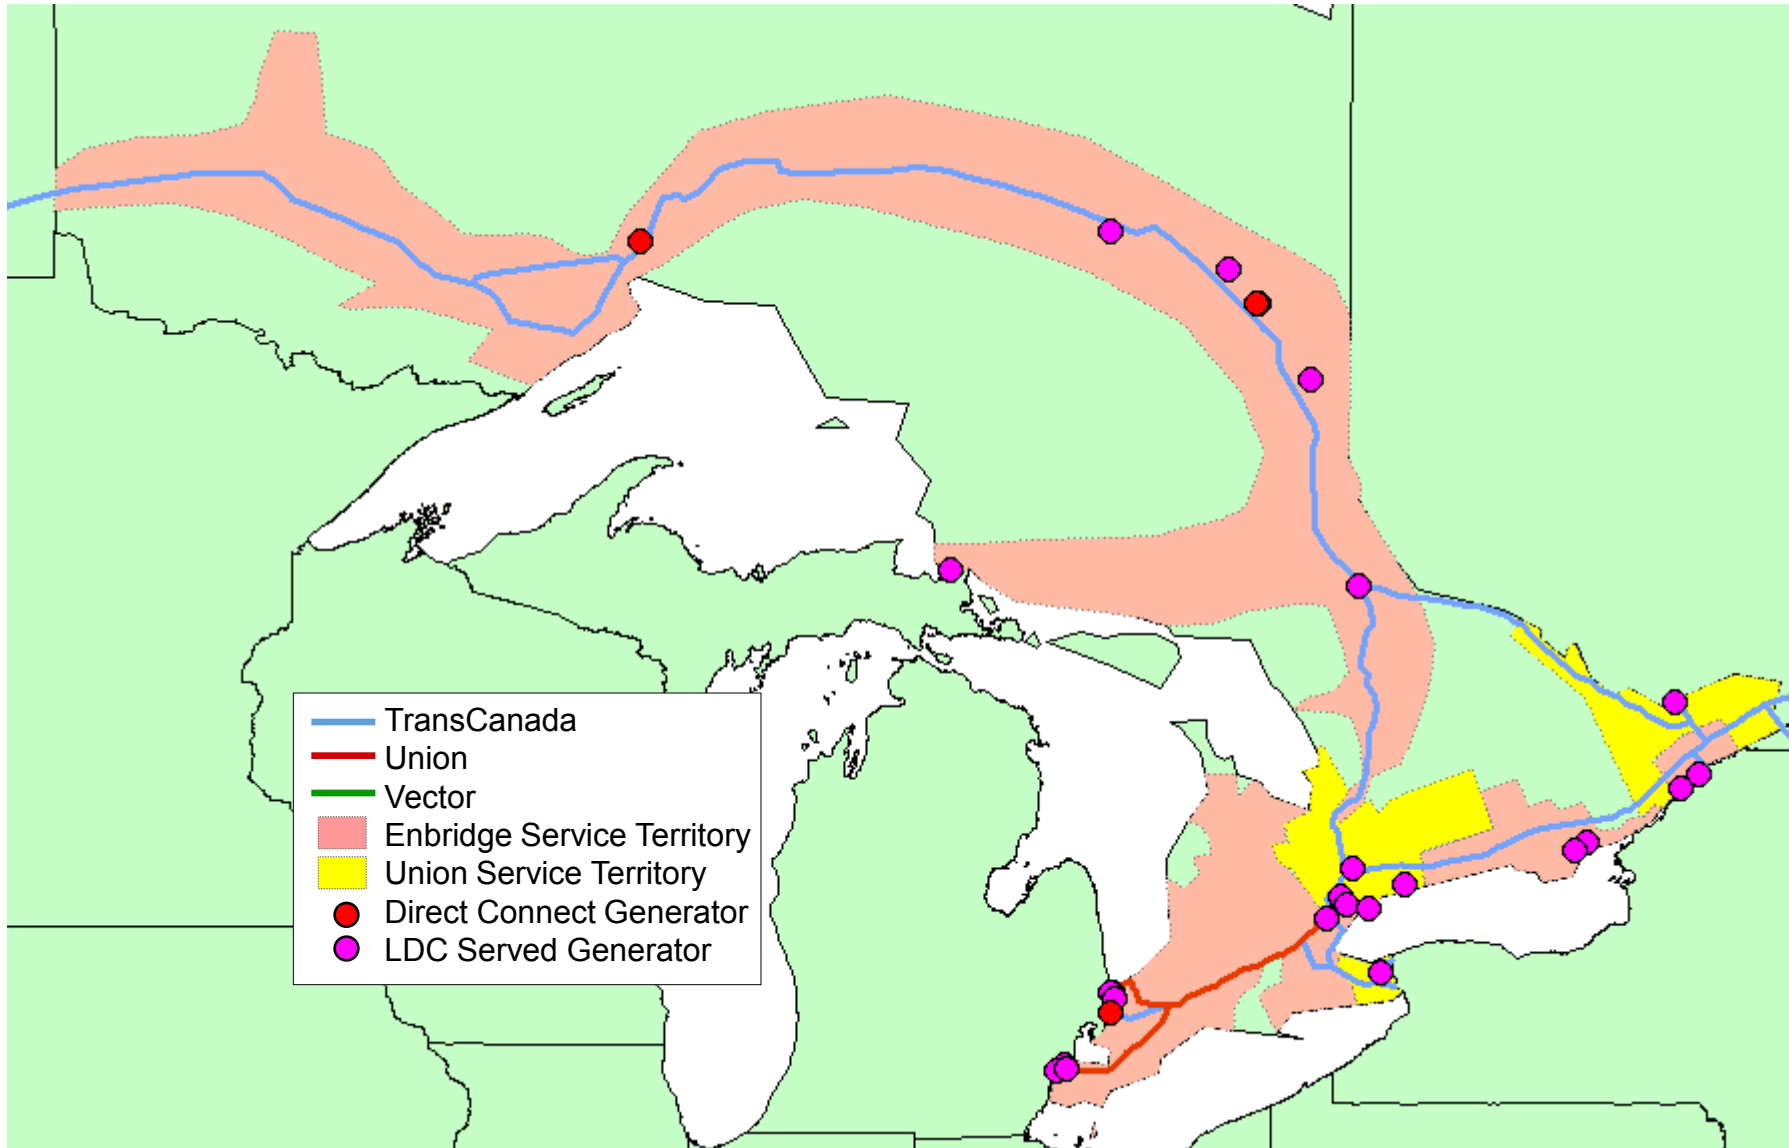 TransCanada
Union
Vector
Enbridge Service Territory
Union Service Territory
Direct Connect Generator
LDC Served Generator